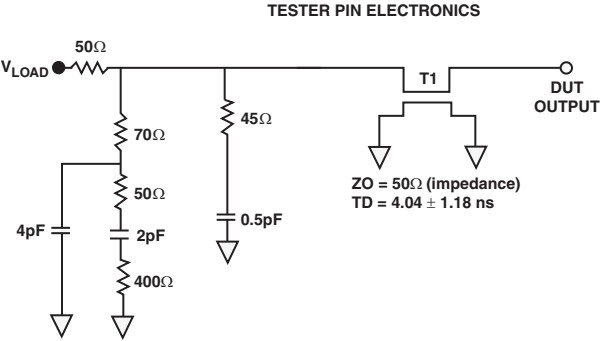 TESTER PIN ELECTRONICS
50Ω
VLOAD
T1
DUT
OUTPUT
70Ω
45Ω
50Ω
ZO = 50Ω (impedance)
TD = 4.04 ± 1.18 ns
4pF
2pF
0.5pF
400Ω